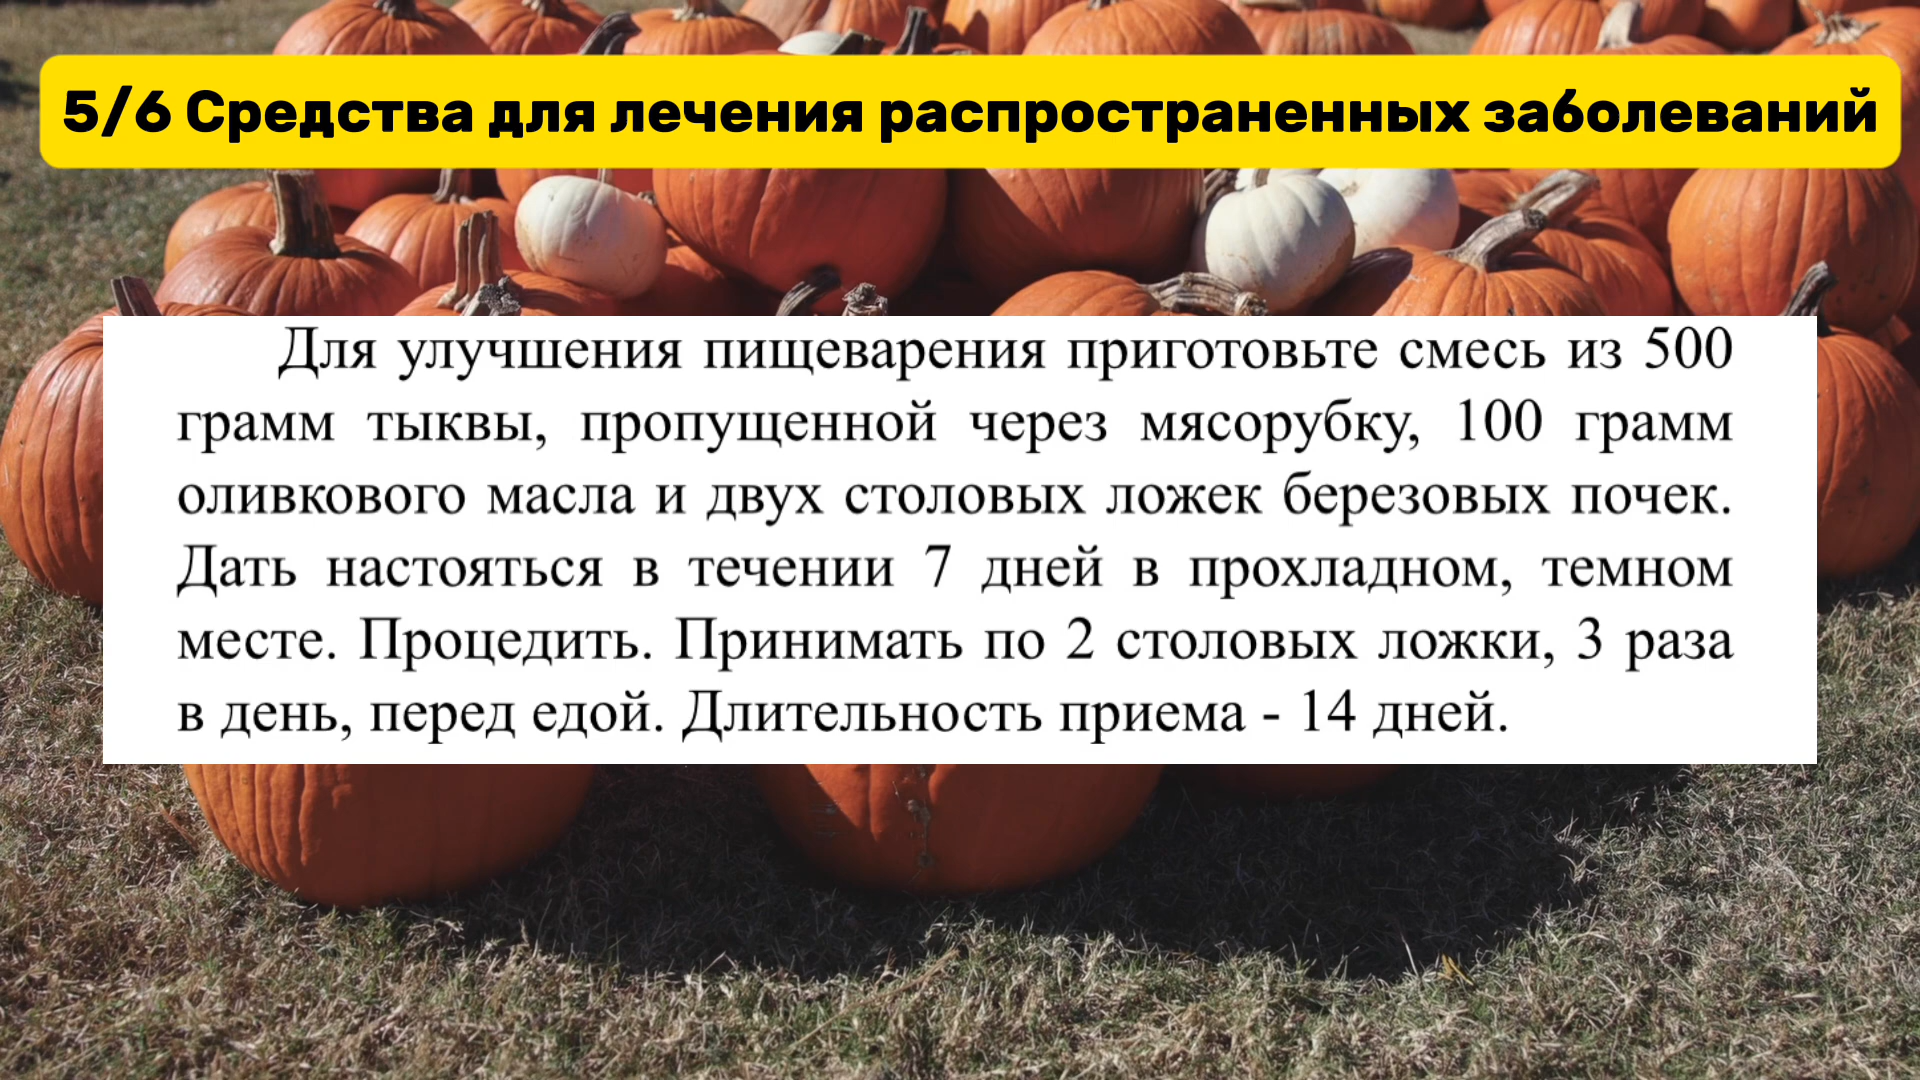 5/6 Средства для лечения распространенных заболеваний
Для улучшения пищеварения приготовьте смесь из 500
грамм тыквы, пропущенной через мясорубку, 100 грамм
оливкового масла и двух столовых ложек березовых почек.
Дать настояться в течении 7 дней в прохладном, темном
месте. Процедить. Принимать по 2 столовых ложки, 3 раза
в день, перед едой. Длительность приема - 14 дней.